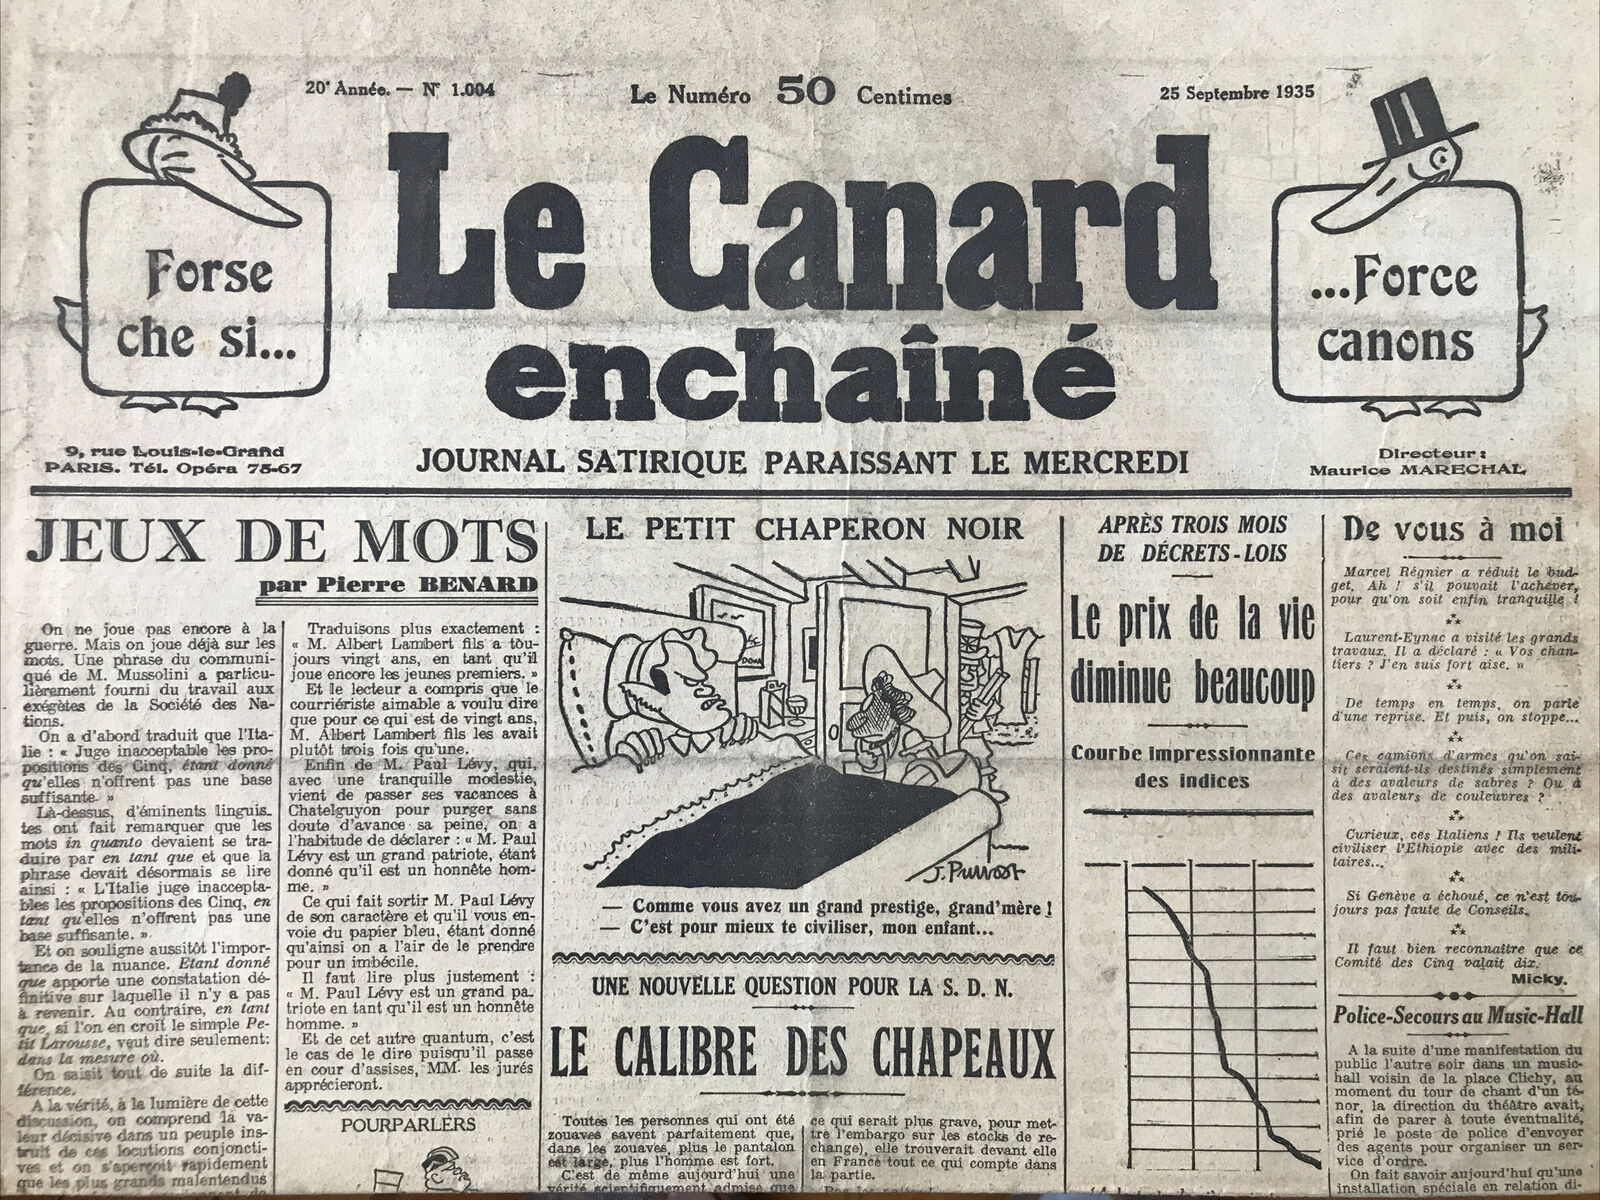 20e Année. — N° 1.004
Le Numéro 50 Centimes
25 Septembre 1935
Forse
che si...
Le Canard
enchaîné
...Force
canons
9, rue Louis-le-Grand
PARIS. Tél. Opéra 75-67
JOURNAL SATIRIQUE PARAISSANT LE MERCREDI
Directeur :
Maurice MARECHAL
JEUX DE MOTS
par Pierre BENARD
On ne joue pas encore à la
guerre. Mais on joue déjà sur les
mots. Une phrase du communi-
qué de M. Mussolini a particu-
lièrement fourni du travail aux
exégètes de la Société des Na-
tions.
On a d'abord traduit que l'Ita-
lie : « Juge inacceptable les pro-
positions des Cinq, étant donné
qu'elles n'offrent pas une base
suffisante. »
Là-dessus, d'éminents linguis-
tes ont fait remarquer que les
mots in quanto devaient se tra-
duire par en tant que et que la
phrase devait désormais se lire
ainsi : « L'Italie juge inaccepta-
bles les propositions des Cinq, en
tant qu'elles n'offrent pas une
base suffisante. ».
Et on souligne aussitôt l'impor-
tance de la nuance. Etant donné
que apporte une constatation dé-
finitive sur laquelle il n'y a pas
à revenir. Au contraire, en tant
que, si l'on en croit le simple Pe-
tit Larousse, veut dire seulement:
dans la mesure où.
On saisit tout de suite la dif-
férence.
A la vérité, à la lumière de cette
discussion, on comprend la va-
leur décisive dans un peuple ins-
truit de ces locutions conjoncti-
ves et on s'aperçoit rapidement
que les plus grands malentendus
Traduisons plus exactement :
« M. Albert Lambert fils a tou-
jours vingt ans, en tant qu'il
joue encore les jeunes premiers. »
Et le lecteur a compris que le
courriériste aimable a voulu dire
que pour ce qui est de vingt ans,
M. Albert Lambert fils les avait
plutôt trois fois qu'une.
Enfin de M. Paul Lévy, qui,
avec une tranquille modestie,
vient de passer ses vacances à
Chatelguyon pour purger sans
doute d'avance sa peine, on a
l'habitude de déclarer : « M. Paul
Lévy est un grand patriote, étant
donné qu'il est un honnête hom-
me. »
Ce qui fait sortir M. Paul Lévy
de son caractère et qu'il vous en-
voie du papier bleu, étant donné
qu'ainsi on a l'air de le prendre
pour un imbécile.
Il faut lire plus justement :
« M. Paul Lévy est un grand pa-
triote en tant qu'il est un honnête
homme. »
Et de cet autre quantum, c'est
le cas de le dire puisqu'il passe
en cour d'assises, MM. les jurés
apprécieront.
POURPARLERS
LE PETIT CHAPERON NOIR
J. Pruvost
— Comme vous avez un grand prestige, grand'mère !
— C'est pour mieux te civiliser, mon enfant...
UNE NOUVELLE QUESTION POUR LA S. D. N.
LE CALIBRE DES CHAPEAUX
Toutes les personnes qui ont été
zouaves savent parfaitement que,
dans les zouaves, plus le pantalon
est large, plus l'homme est fort.
C'est de même aujourd'hui une
vérité scientifiquement admise que
ce qui serait plus grave, pour met-
tre l'embargo sur les stocks de re-
change), elle trouverait devant elle
en France tout ce qui compte dans
la partie.
APRÈS TROIS MOIS
DE DÉCRETS-LOIS
Le prix de la vie
diminue beaucoup
Courbe impressionnante
des indices
De vous à moi
Marcel Régnier a réduit le bud-
get. Ah ! s'il pouvait l'achever,
pour qu'on soit enfin tranquille !
Laurent-Eynac a visité les grands
travaux. Il a déclaré : « Vos chan-
tiers ? J'en suis fort aise. »
De temps en temps, on parle
d'une reprise. Et puis, on stoppe...
Ces camions d'armes qu'on sai-
sit seraient-ils destinés simplement
à des avaleurs de sabres ? Ou à
des avaleurs de couleuvres ?
Curieux, ces Italiens ! Ils veulent
civiliser l'Ethiopie avec des mili-
taires...
Si Genève a échoué, ce n'est tou-
jours pas faute de Conseils.
Il faut bien reconnaître que ce
Comité des Cinq valait dix.
Micky.
Police-Secours au Music-Hall
A la suite d'une manifestation du
public l'autre soir dans un music-
hall voisin de la place Clichy, au
moment du tour de chant d'un té-
nor, la direction du théâtre avait,
afin de parer à toute éventualité,
prié le poste de police d'envoyer
des agents pour organiser un ser-
vice d'ordre.
On fait savoir aujourd'hui qu'une
installation spéciale en relation di-